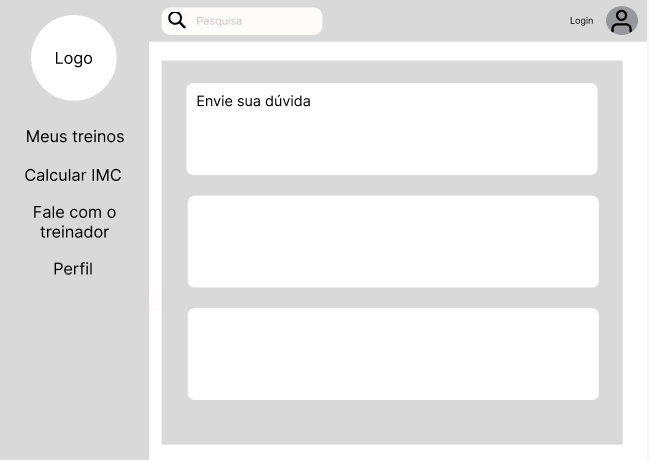 Logo
Meus treinos
Calcular IMC
Fale com o
treinador
Perfil
Pesquisa
Login
Envie sua dúvida